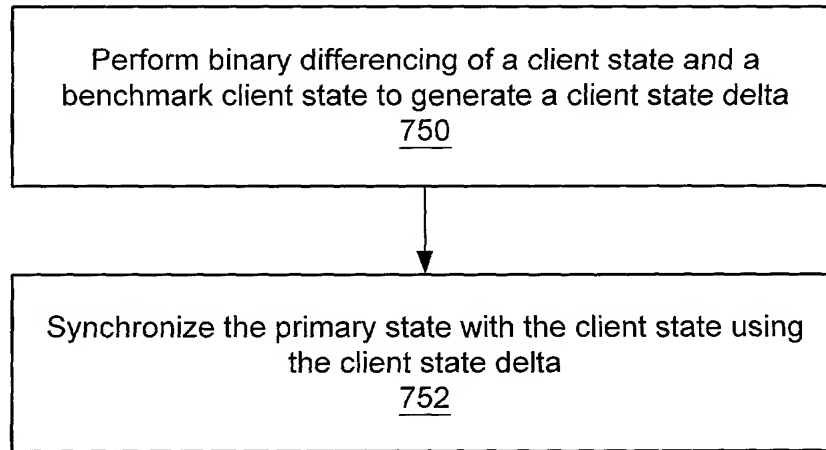 Perform binary differencing of a client state and a
benchmark client state to generate a client state delta
750
Synchronize the primary state with the client state using
the client state delta
752